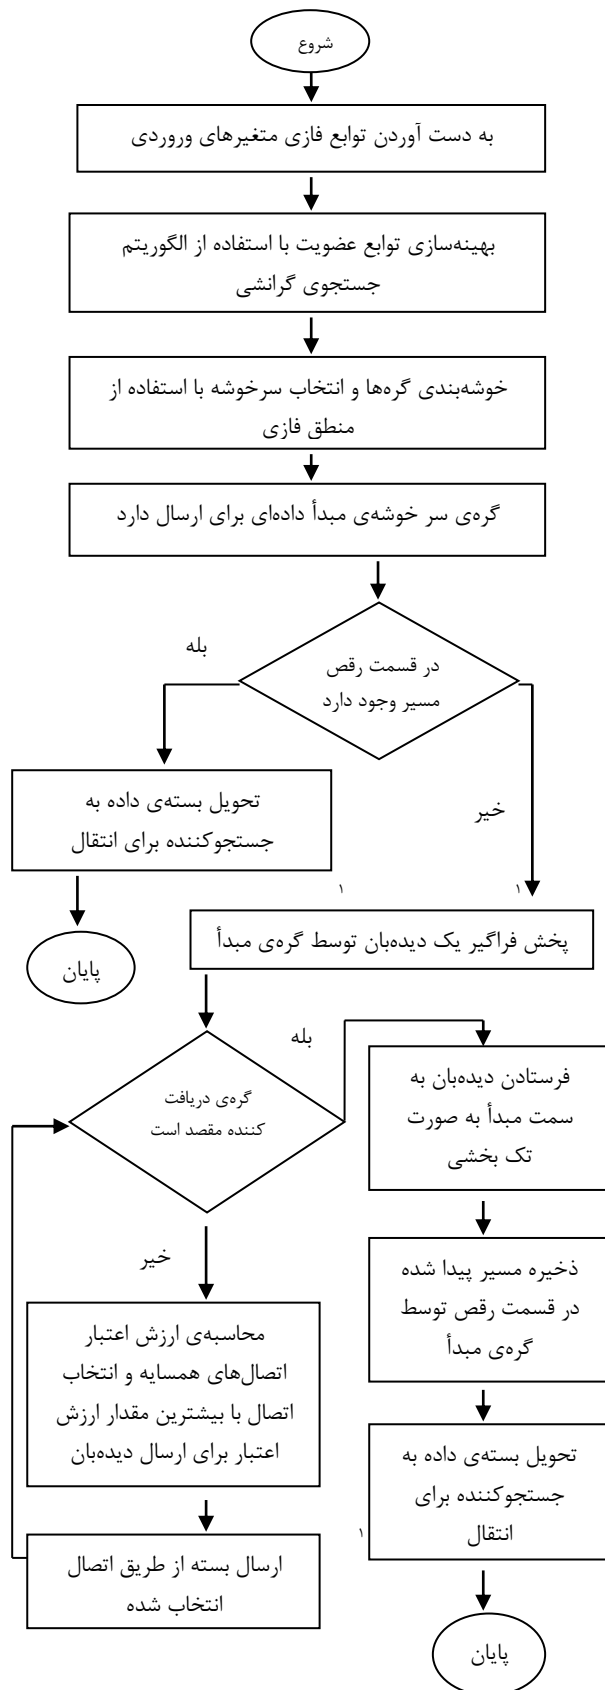 شروع
به دست آوردن توابع فازی متغیرهای وروردی
بهینه‌سازی توابع عضویت با استفاده از الگوریتم
جستجوی گرانشی
خوشه‌بندی گره‌ها و انتخاب سرخوشه با استفاده از
منطق فازی
گره‌ی سر خوشه‌ی مبدأ داده‌ای برای ارسال دارد
در قسمت رقص
مسیر وجود دارد
بله
خیر
تحویل بسته‌ی داده به
جستجوکننده برای انتقال
پایان
۱
۱
پخش فراگیر یک دیده‌بان توسط گره‌ی مبدأ
گره‌ی دریافت
کننده مقصد است
بله
فرستادن دیده‌بان به
سمت مبدأ به صورت
تک بخشی
ذخیره مسیر پیدا شده
در قسمت رقص توسط
گره‌ی مبدأ
تحویل بسته‌ی داده به
جستجوکننده برای
انتقال
پایان
خیر
محاسبه‌ی ارزش اعتبار
اتصال‌های همسایه و انتخاب
اتصال با بیشترین مقدار ارزش
اعتبار برای ارسال دیده‌بان
۱
ارسال بسته از طریق اتصال
انتخاب شده